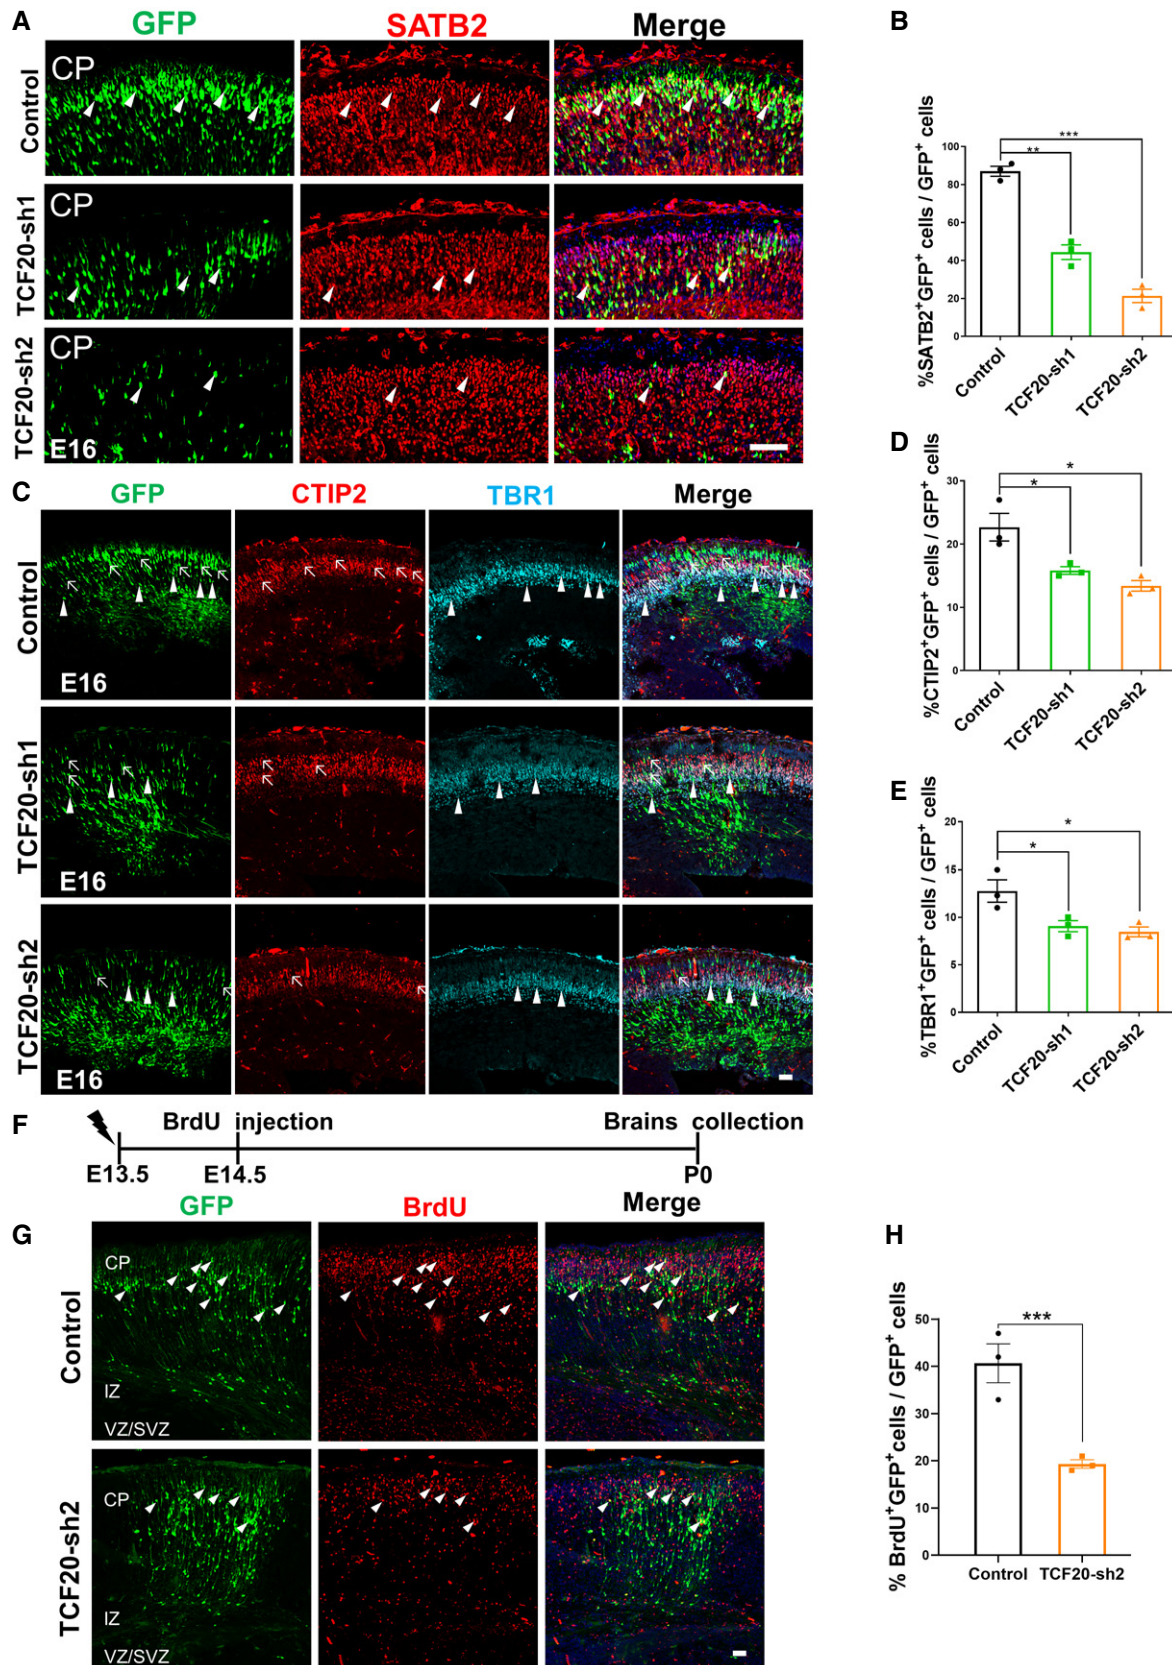 A
GFP
SATB2
Merge
Control
CP
TCF20-sh1
CP
TCF20-sh2
CP
E16
B
%SATB2⁺GFP⁺ cells / GFP⁺ cells
100
80
60
40
20
0
**
***
Control
TCF20-sh1
TCF20-sh2
C
GFP
CTIP2
TBR1
Merge
Control
E16
TCF20-sh1
E16
TCF20-sh2
E16
D
%CTIP2⁺GFP⁺ cells / GFP⁺ cells
30
20
10
0
*
*
Control
TCF20-sh1
TCF20-sh2
E
%TBR1⁺GFP⁺ cells / GFP⁺ cells
20
15
10
5
0
*
*
Control
TCF20-sh1
TCF20-sh2
F
BrdU injection
Brains collection
E13.5
E14.5
P0
G
GFP
BrdU
Merge
Control
CP
IZ
VZ/SVZ
TCF20-sh2
CP
IZ
VZ/SVZ
H
% BrdU⁺GFP⁺cells / GFP⁺ cells
50
40
30
20
10
0
***
Control
TCF20-sh2